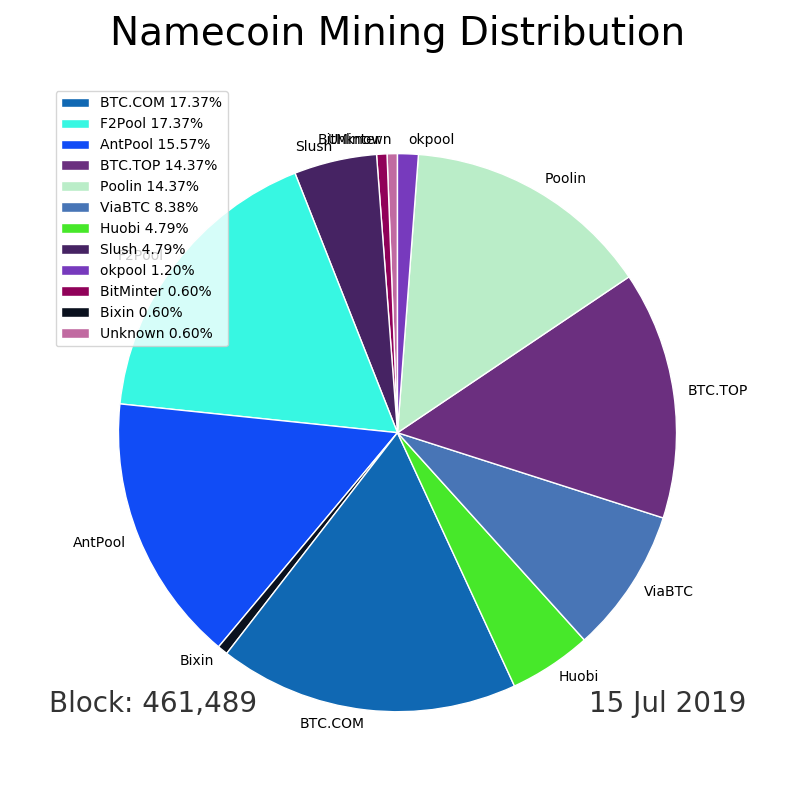 Namecoin Mining Distribution
BTC.COM 17.37%
F2Pool 17.37%
AntPool 15.57%
BTC.TOP 14.37%
Poolin 14.37%
ViaBTC 8.38%
Huobi 4.79%
Slush 4.79%
okpool 1.20%
BitMinter 0.60%
Bixin 0.60%
Unknown 0.60%
Slush
BitMinter
Unknown
okpool
Poolin
F2Pool
BTC.TOP
AntPool
ViaBTC
Bixin
Huobi
BTC.COM
Block: 461,489
15 Jul 2019